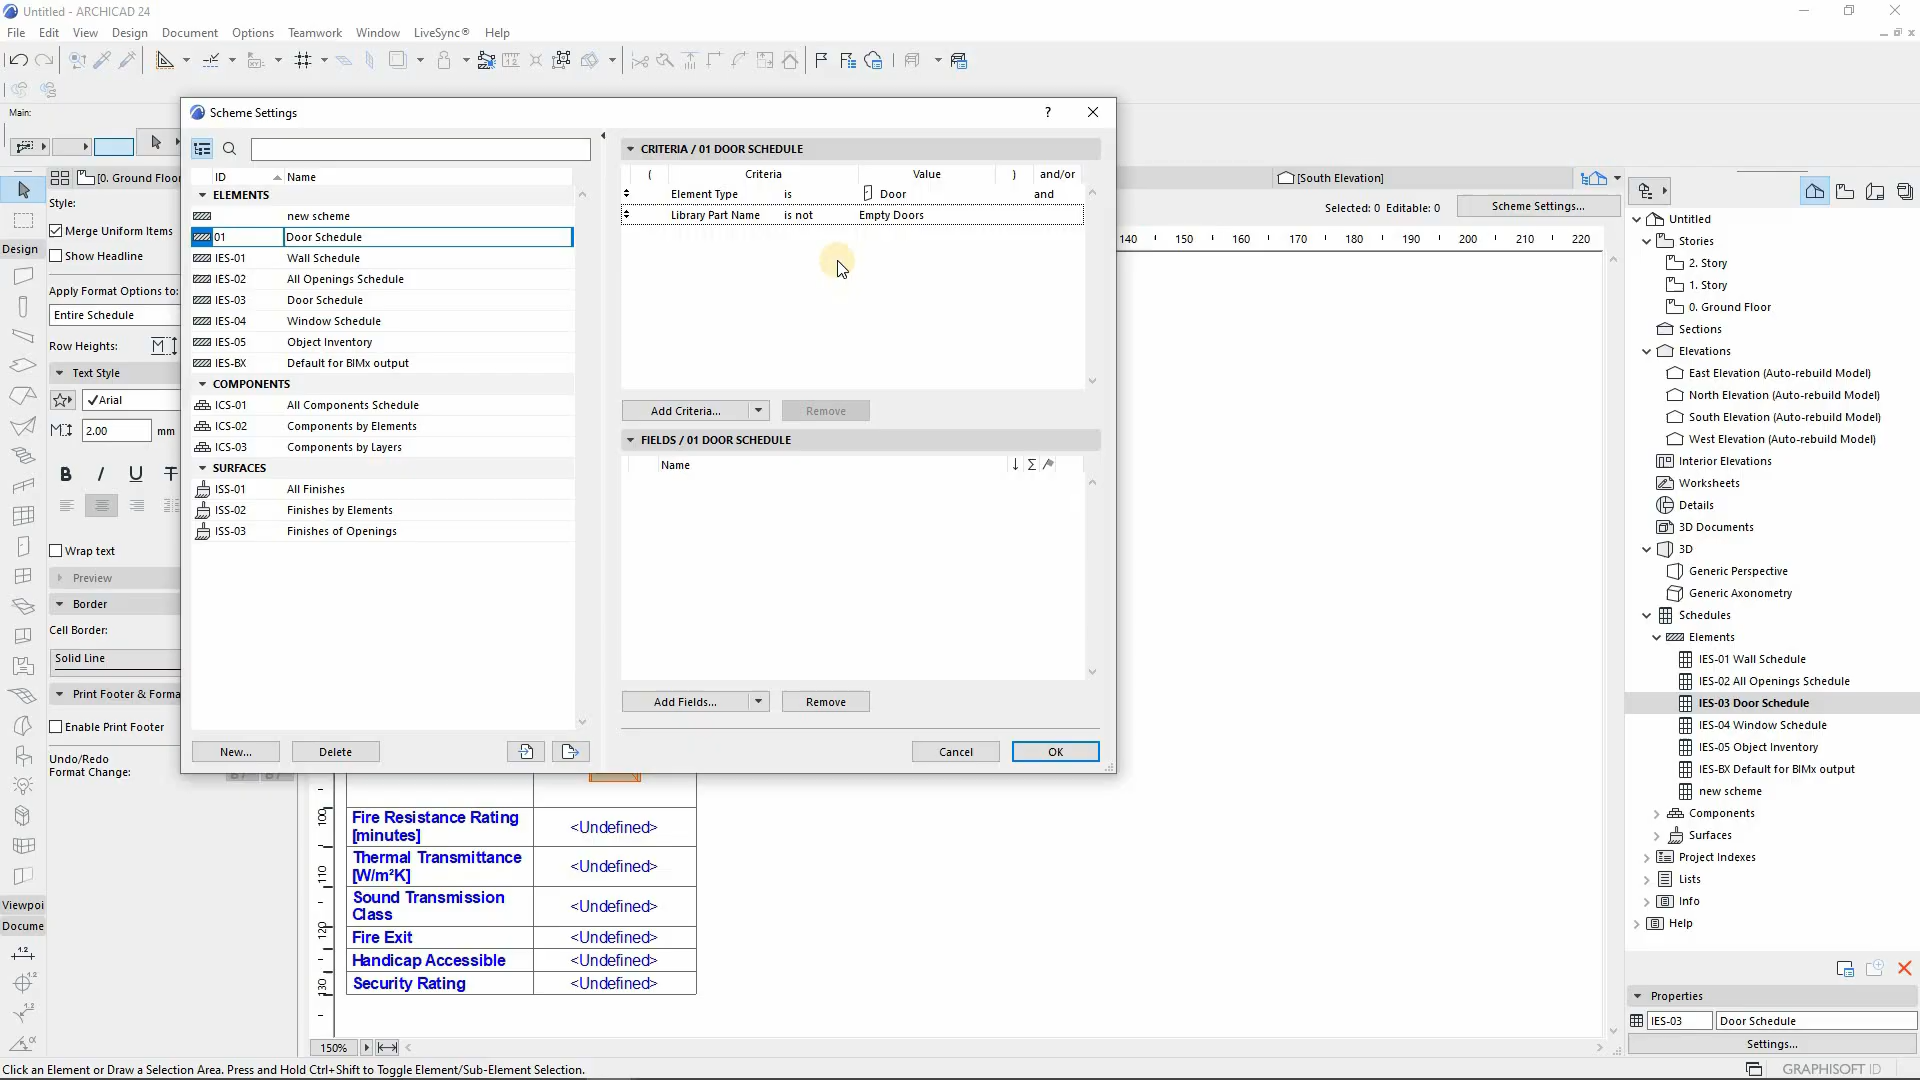 Untitled - ARCHICAD 24
File Edit View Design Document Options Teamwork Window LiveSync® Help
Main:
[0. Ground Floor
[South Elevation]
Style:
Merge Uniform Items
Show Headline
Apply Format Options to:
Entire Schedule
Row Heights:
Text Style
Arial
2.00 mm
B I U T
Wrap text
Preview
Border
Cell Border:
Solid Line
Print Footer & Forma
Enable Print Footer
Undo/Redo
Format Change:
Design
Viewpoi
Docume
Scheme Settings
?
ID Name
ELEMENTS
new scheme
01 Door Schedule
IES-01 Wall Schedule
IES-02 All Openings Schedule
IES-03 Door Schedule
IES-04 Window Schedule
IES-05 Object Inventory
IES-BX Default for BIMx output
COMPONENTS
ICS-01 All Components Schedule
ICS-02 Components by Elements
ICS-03 Components by Layers
SURFACES
ISS-01 All Finishes
ISS-02 Finishes by Elements
ISS-03 Finishes of Openings
New... Delete
CRITERIA / 01 DOOR SCHEDULE
( Criteria Value ) and/or
Element Type is Door and
Library Part Name is not Empty Doors
Add Criteria... Remove
FIELDS / 01 DOOR SCHEDULE
Name Σ
Add Fields... Remove
Cancel OK
Selected: 0 Editable: 0 Scheme Settings...
140 150 160 170 180 190 200 210 220
100
110
120
130
Fire Resistance Rating
[minutes] <Undefined>
Thermal Transmittance
[W/m²K] <Undefined>
Sound Transmission
Class <Undefined>
Fire Exit <Undefined>
Handicap Accessible <Undefined>
Security Rating <Undefined>
150%
Untitled
Stories
2. Story
1. Story
0. Ground Floor
Sections
Elevations
East Elevation (Auto-rebuild Model)
North Elevation (Auto-rebuild Model)
South Elevation (Auto-rebuild Model)
West Elevation (Auto-rebuild Model)
Interior Elevations
Worksheets
Details
3D Documents
3D
Generic Perspective
Generic Axonometry
Schedules
Elements
IES-01 Wall Schedule
IES-02 All Openings Schedule
IES-03 Door Schedule
IES-04 Window Schedule
IES-05 Object Inventory
IES-BX Default for BIMx output
new scheme
Components
Surfaces
Project Indexes
Lists
Info
Help
Properties
IES-03 Door Schedule
Settings...
Click an Element or Draw a Selection Area. Press and Hold Ctrl+Shift to Toggle Element/Sub-Element Selection.
GRAPHISOFT ID